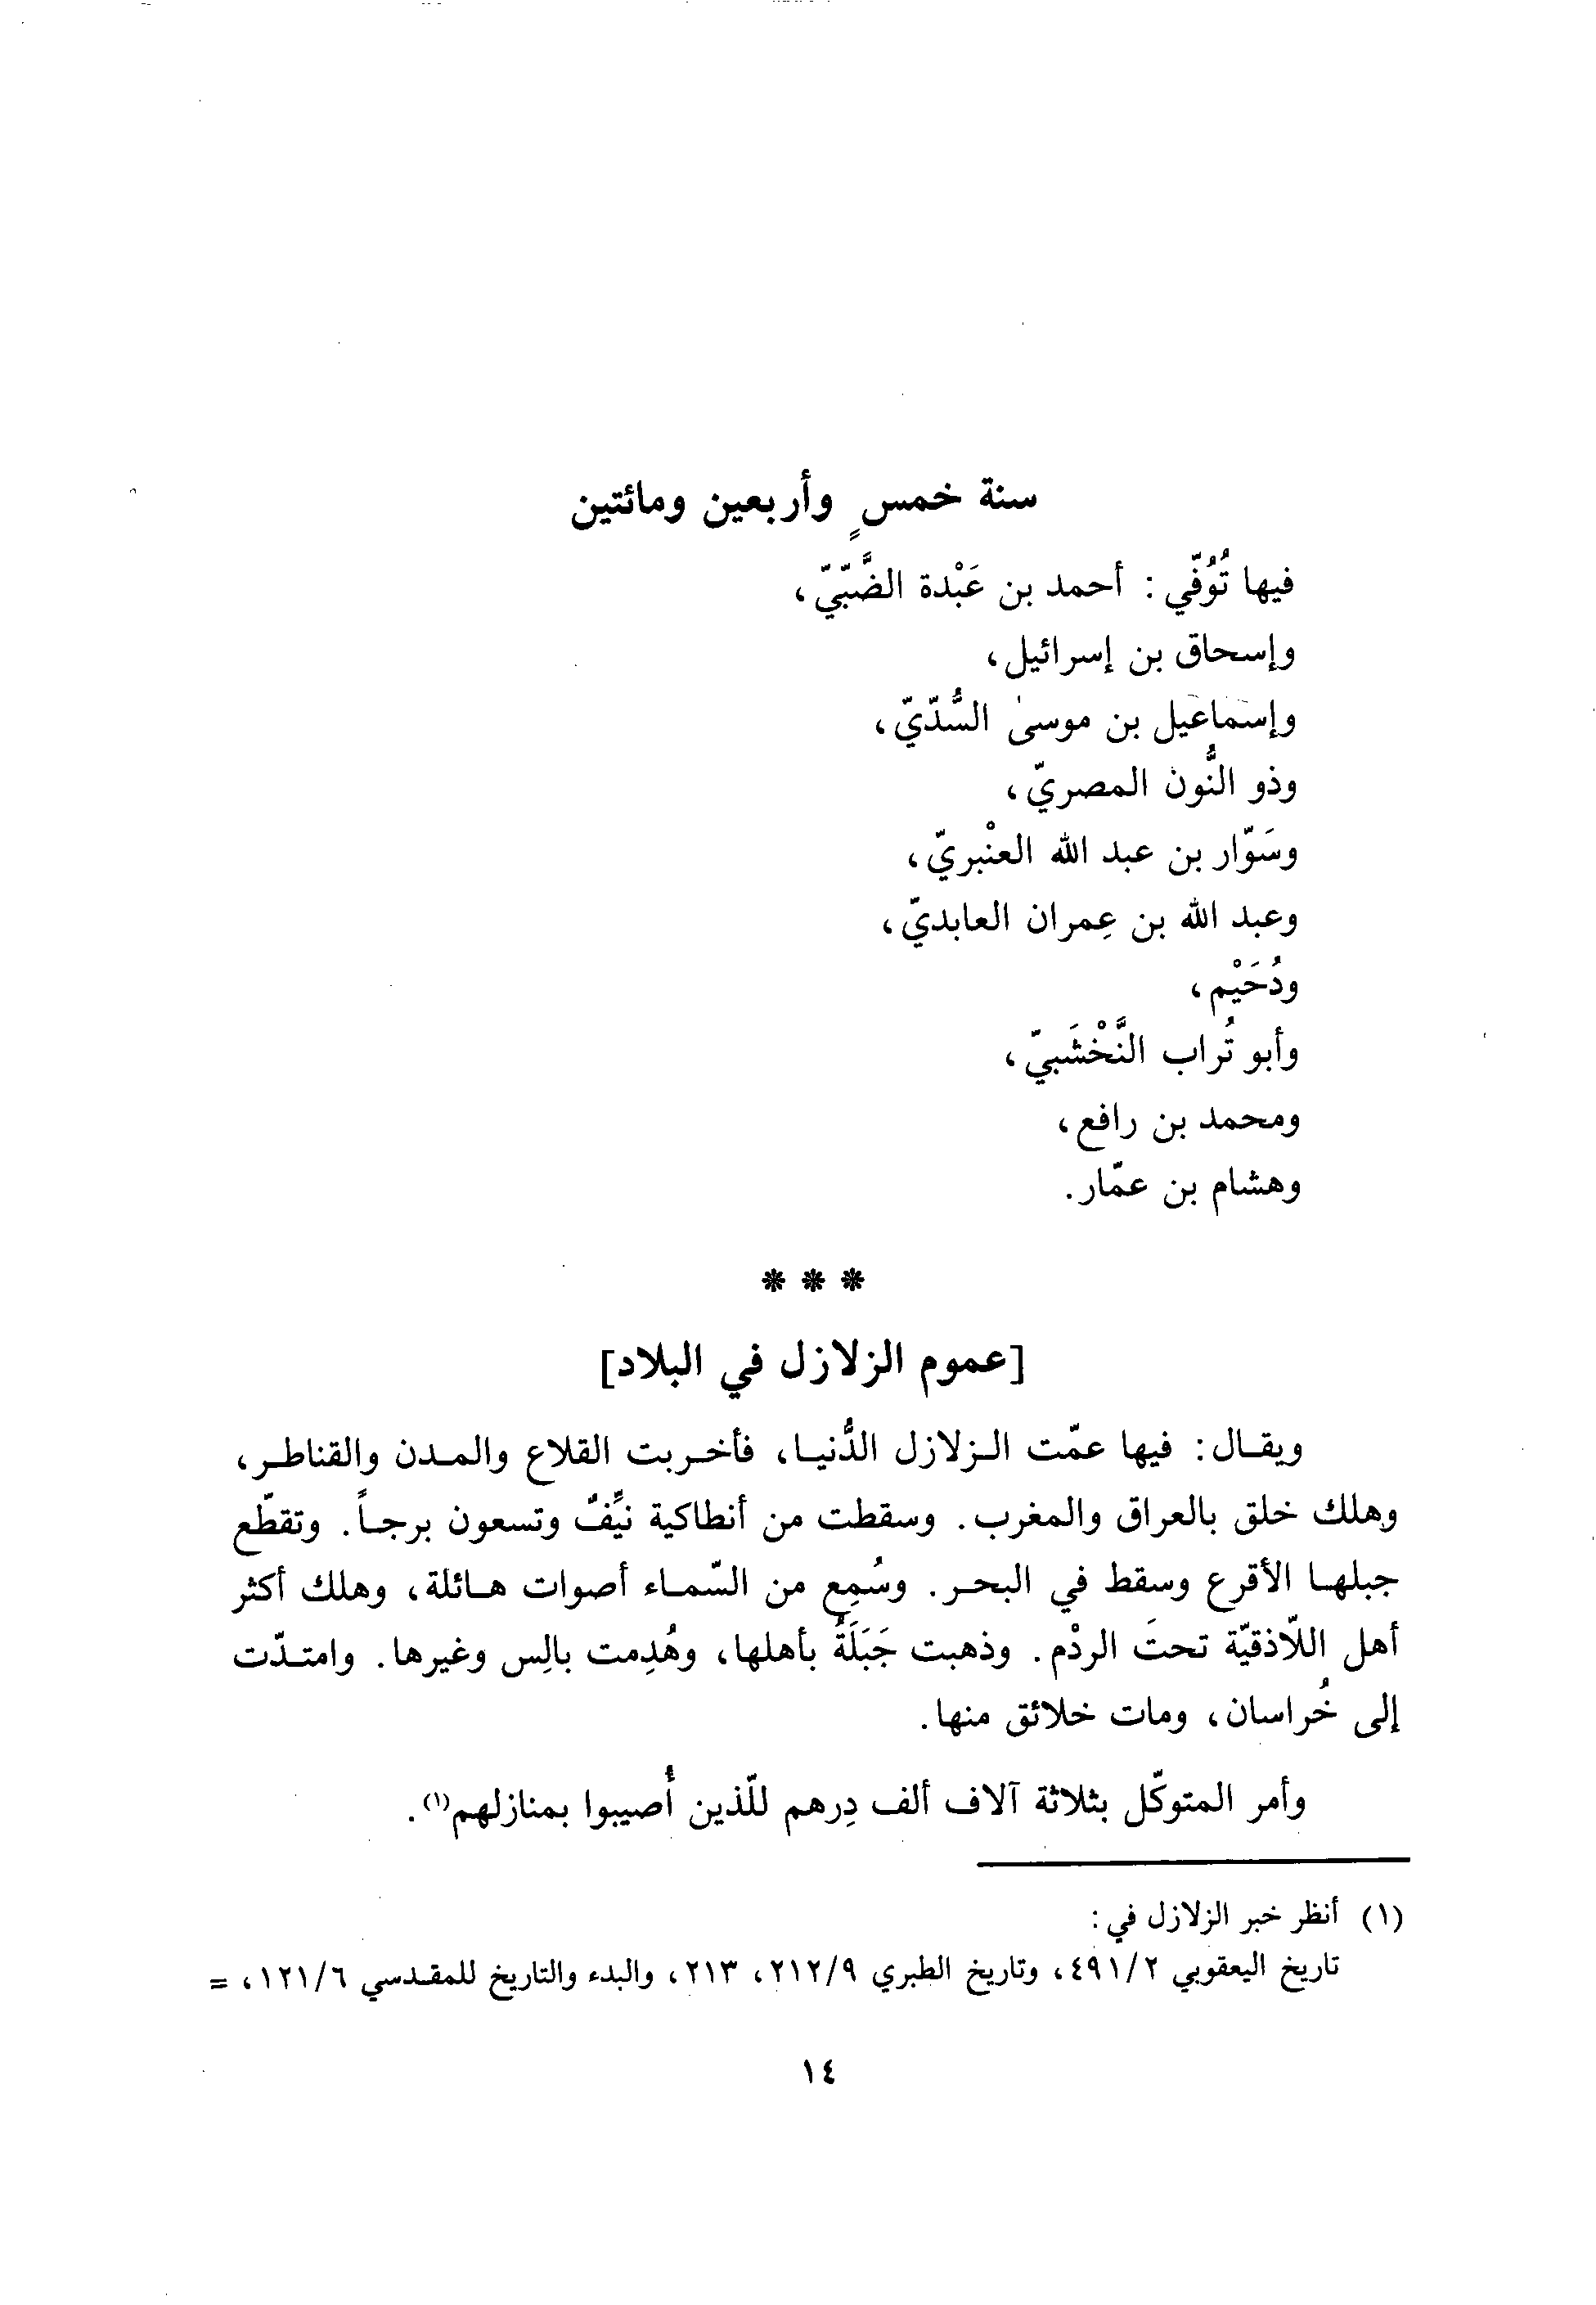 سنة خمسٍ وأربعين ومائتين
فيها تُوُفّي: أحمد بن عَبْدة الضَّبّيّ،
وإسحاق بن إسرائيل،
وإسماعيل بن موسىٰ السُّدّيّ،
وذو النُّون المصريّ،
وسَوّار بن عبد الله العنْبريّ،
وعبد الله بن عِمران العابديّ،
ودُحَيْم،
وأبو تُراب النَّخْشَبيّ،
ومحمد بن رافع،
وهشام بن عمّار.
* * *
[عموم الزلازل في البلاد]
ويقال: فيها عمّت الزلازل الدُّنيا، فأخربت القلاع والمدن والقناطر،
وهلك خلق بالعراق والمغرب. وسقطت من أنطاكية نيِّفٌ وتسعون برجاً. وتقطّع
جبلها الأقرع وسقط في البحر. وسُمِع من السّماء أصوات هائلة، وهلك أكثر
أهل اللّاذقيّة تحتَ الردْم. وذهبت جَبَلَةُ بأهلها، وهُدِمت بالِس وغيرها. وامتدّت
إلى خُراسان، ومات خلائق منها.
وأمر المتوكّل بثلاثة آلاف ألف دِرهم للّذين أُصيبوا بمنازلهم(١).
(١) أنظر خبر الزلازل في:
تاريخ اليعقوبي ٤٩١/٢، وتاريخ الطبري ٢١٢/٩، ٢١٣، والبدء والتاريخ للمقدسي ١٢١/٦، =
١٤